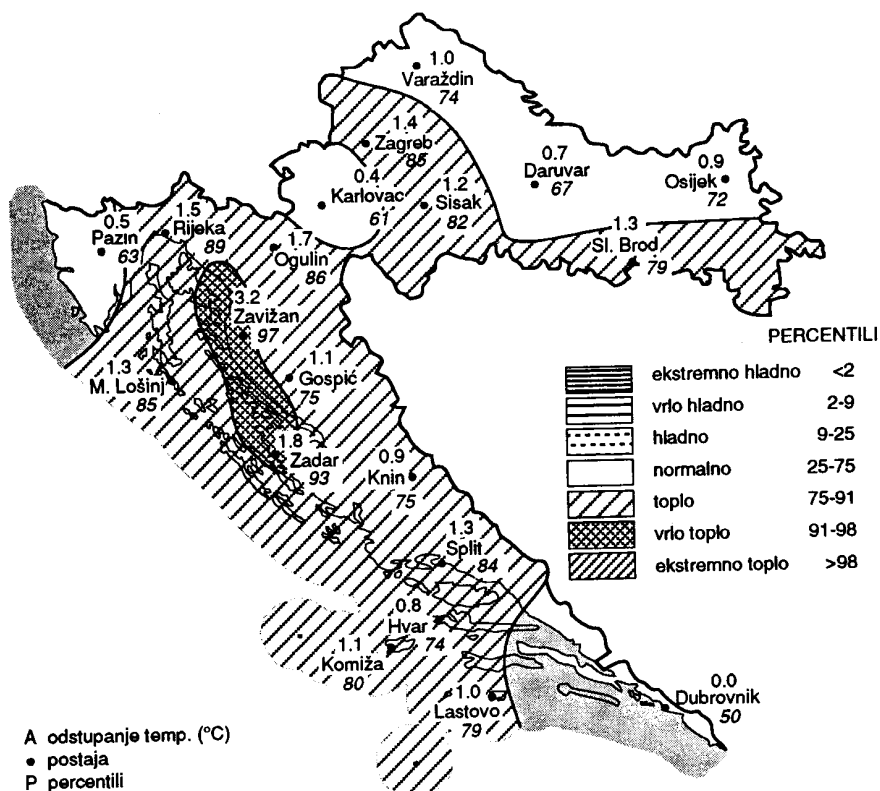 1.0
Varaždin
74
1.4
Zagreb
85
0.4
Karlovac
61
1.2
Sisak
82
0.7
Daruvar
67
0.9
Osijek
72
1.3
Sl. Brod
79
0.5
Pazin
63
1.5
Rijeka
89
1.7
Ogulin
86
3.2
Zavižan
97
1.3
M. Lošinj
85
1.1
Gospić
75
1.8
Zadar
93
0.9
Knin
75
1.3
Split
84
0.8
Hvar
74
1.1
Komiža
80
1.0
Lastovo
79
0.0
Dubrovnik
50
PERCENTILI
ekstremno hladno <2
vrlo hladno 2-9
hladno 9-25
normalno 25-75
toplo 75-91
vrlo toplo 91-98
ekstremno toplo >98
A odstupanje temp. (°C)
• postaja
P percentili